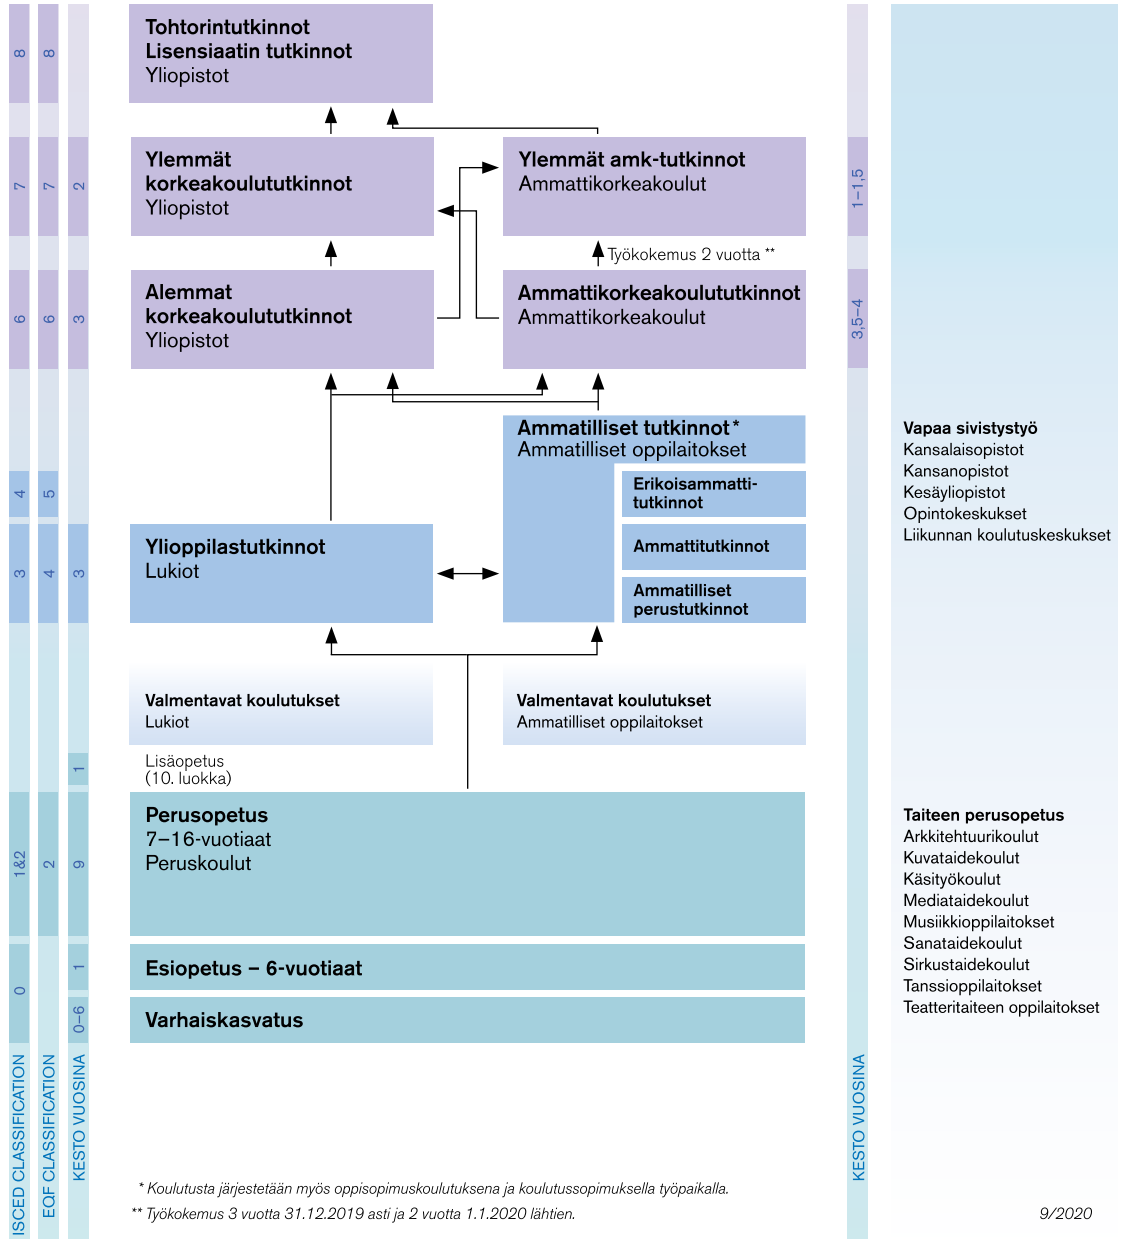 Tohtorintutkinnot
Lisensiaatin tutkinnot
Yliopistot
8
8
Ylemmät
korkeakoulututkinnot
Yliopistot
Ylemmät amk-tutkinnot
Ammattikorkeakoulut
7
7
2
1–1,5
Työkokemus 2 vuotta **
Alemmat
korkeakoulututkinnot
Yliopistot
Ammattikorkeakoulututkinnot
Ammattikorkeakoulut
6
6
3
3,5–4
Ammatilliset tutkinnot *
Ammatilliset oppilaitokset
Erikoisammatti-
tutkinnot
Ammattitutkinnot
Ammatilliset
perustutkinnot
4
5
Ylioppilastutkinnot
Lukiot
3
4
3
Valmentavat koulutukset
Lukiot
Valmentavat koulutukset
Ammatilliset oppilaitokset
Lisäopetus
(10. luokka)
1
Perusopetus
7–16-vuotiaat
Peruskoulut
1&2
2
9
Esiopetus – 6-vuotiaat
1
0
Varhaiskasvatus
0–6
ISCED CLASSIFICATION
EQF CLASSIFICATION
KESTO VUOSINA
KESTO VUOSINA
Vapaa sivistystyö
Kansalaisopistot
Kansanopistot
Kesäyliopistot
Opintokeskukset
Liikunnan koulutuskeskukset
Taiteen perusopetus
Arkkitehtuurikoulut
Kuvataidekoulut
Käsityökoulut
Mediataidekoulut
Musiikkioppilaitokset
Sanataidekoulut
Sirkustaidekoulut
Tanssioppilaitokset
Teatteritaiteen oppilaitokset
* Koulutusta järjestetään myös oppisopimuskoulutuksena ja koulutussopimuksella työpaikalla.
** Työkokemus 3 vuotta 31.12.2019 asti ja 2 vuotta 1.1.2020 lähtien.
9/2020